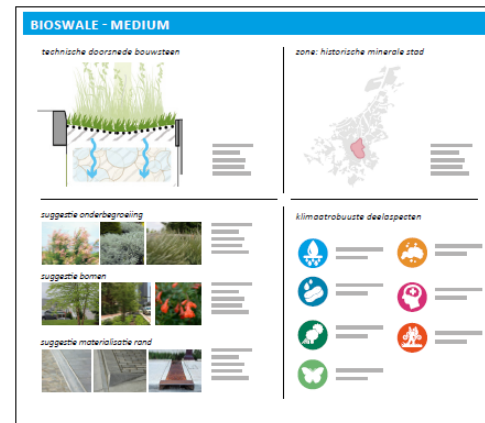 BIOSWALE - MEDIUM
technische doorsnede bouwsteen
zone: historische minerale stad
suggestie onderbegroeiing
klimaatrobuuste deelaspecten
suggestie bomen
suggestie materialisatie rand